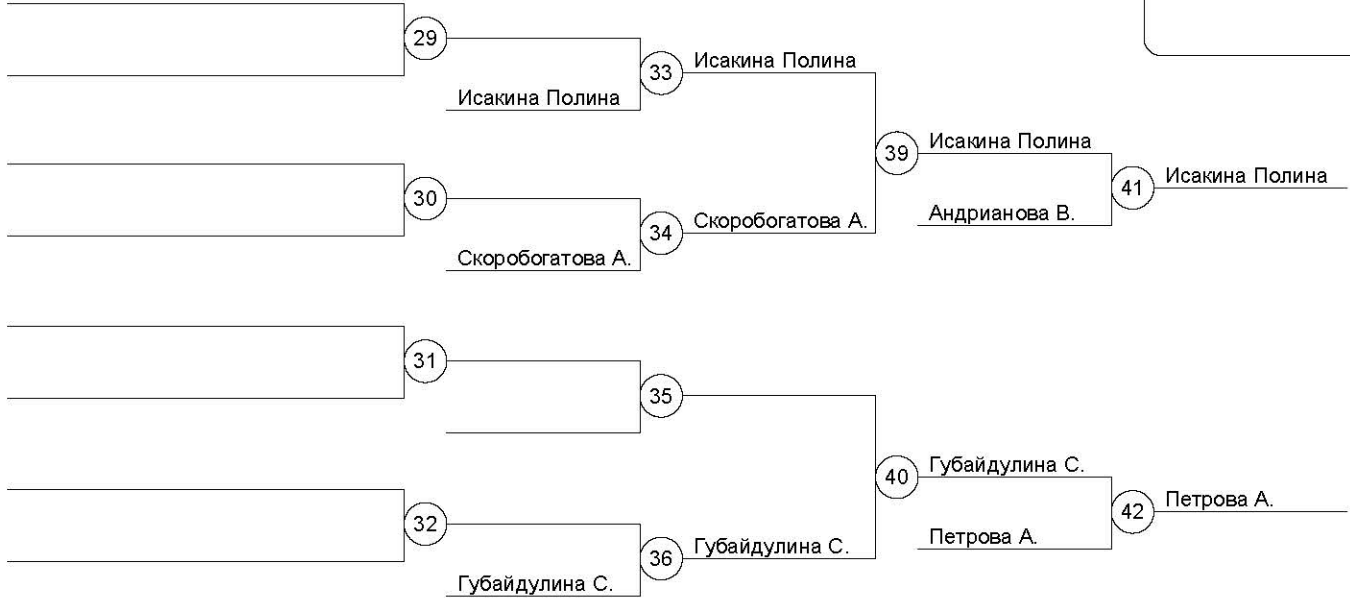 29
33
Исакина Полина
Исакина Полина
39
Исакина Полина
41
Исакина Полина
30
34
Скоробогатова А.
Андрианова В.
Скоробогатова А.
31
35
40
Губайдулина С.
42
Петрова А.
32
36
Губайдулина С.
Петрова А.
Губайдулина С.